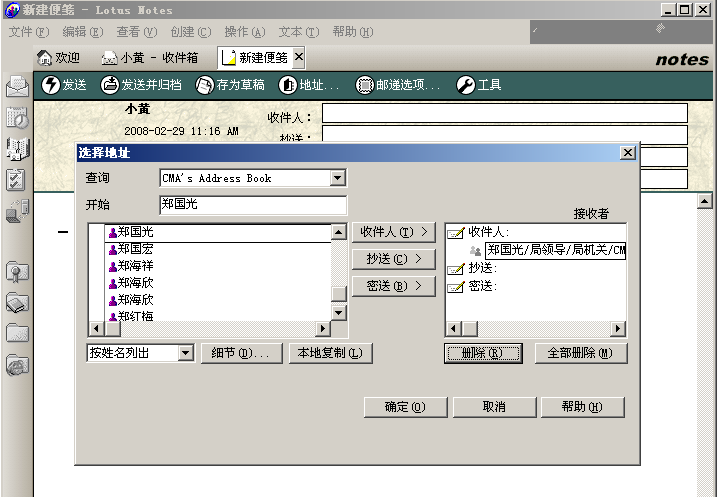 新建便笺 - Lotus Notes
文件(F) 编辑(E) 查看(V) 创建(C) 操作(A) 文本(T) 帮助(H)
欢迎 小黄 - 收件箱 新建便笺 notes
发送 发送并归档 存为草稿 地址... 邮递选项... 工具
小黄
收件人：
2008-02-29 11:16 AM
抄送：
选择地址
查询 CMA's Address Book
开始 郑国光
接收者
郑国光
郑国宏
郑海祥
郑海欣
郑海欣
郑红梅
收件人(T) >
抄送(C) >
密送(B) >
收件人:
郑国光/局领导/局机关/CM
抄送:
密送:
按姓名列出 细节(D)... 本地复制(L) 删除(R) 全部删除(M)
确定(O) 取消 帮助(H)